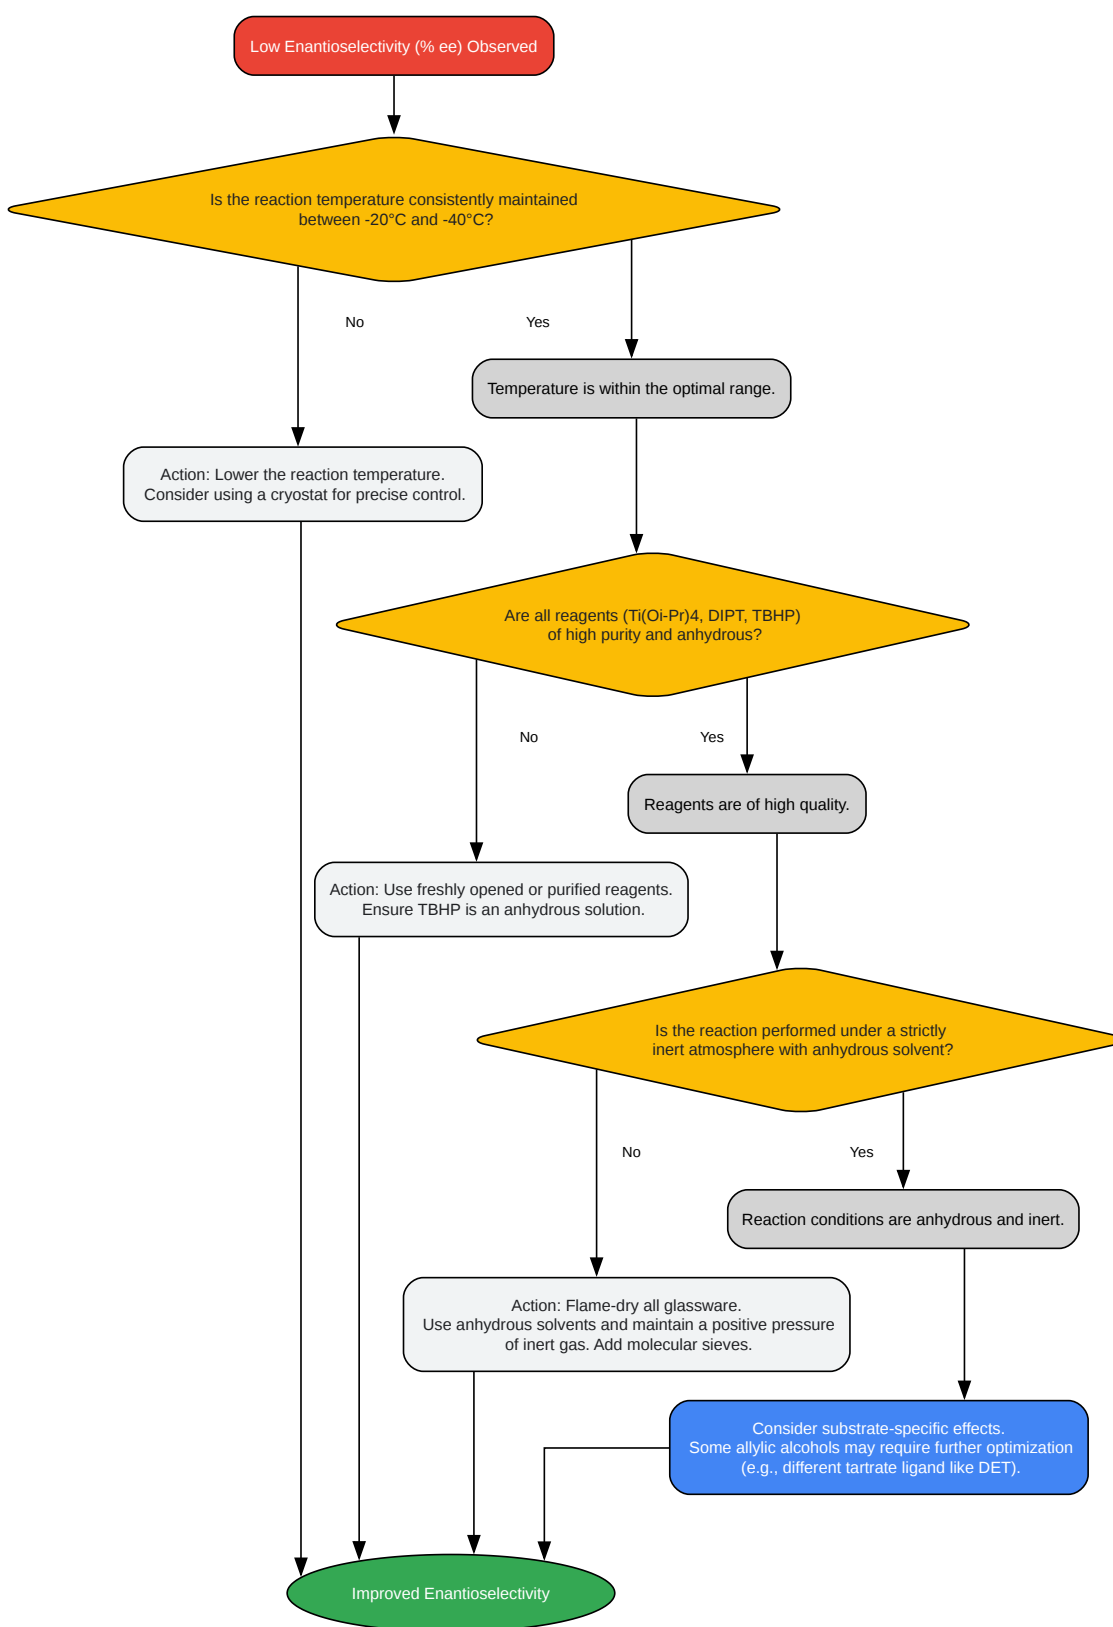 Low Enantioselectivity (% ee) Observed
Is the reaction temperature consistently maintained
between -20°C and -40°C?
No
Yes
Temperature is within the optimal range.
Action: Lower the reaction temperature.
Consider using a cryostat for precise control.
Are all reagents (Ti(Oi-Pr)4, DIPT, TBHP)
of high purity and anhydrous?
No
Yes
Reagents are of high quality.
Action: Use freshly opened or purified reagents.
Ensure TBHP is an anhydrous solution.
Is the reaction performed under a strictly
inert atmosphere with anhydrous solvent?
No
Yes
Reaction conditions are anhydrous and inert.
Action: Flame-dry all glassware.
Use anhydrous solvents and maintain a positive pressure
of inert gas. Add molecular sieves.
Consider substrate-specific effects.
Some allylic alcohols may require further optimization
(e.g., different tartrate ligand like DET).
Improved Enantioselectivity